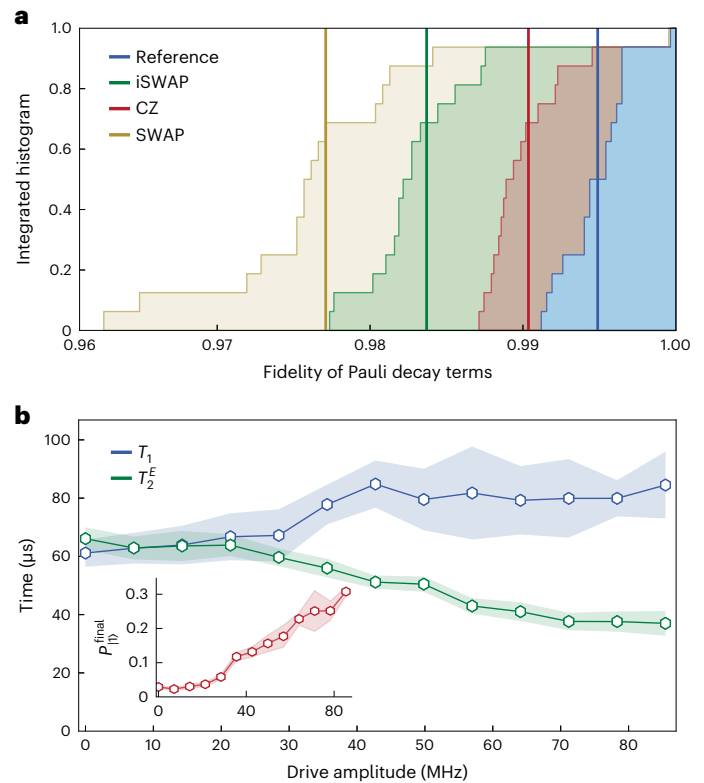 a
Integrated histogram
1.0
0.8
0.6
0.4
0.2
0
Reference
iSWAP
CZ
SWAP
0.96 0.97 0.98 0.99 1.00
Fidelity of Pauli decay terms
b
Time (µs)
100
80
60
40
20
0
T₁
T₂ᴱ
P|1⟩^final
0.3
0.2
0.1
0
0 40 80
0 10 20 30 40 50 60 70 80
Drive amplitude (MHz)